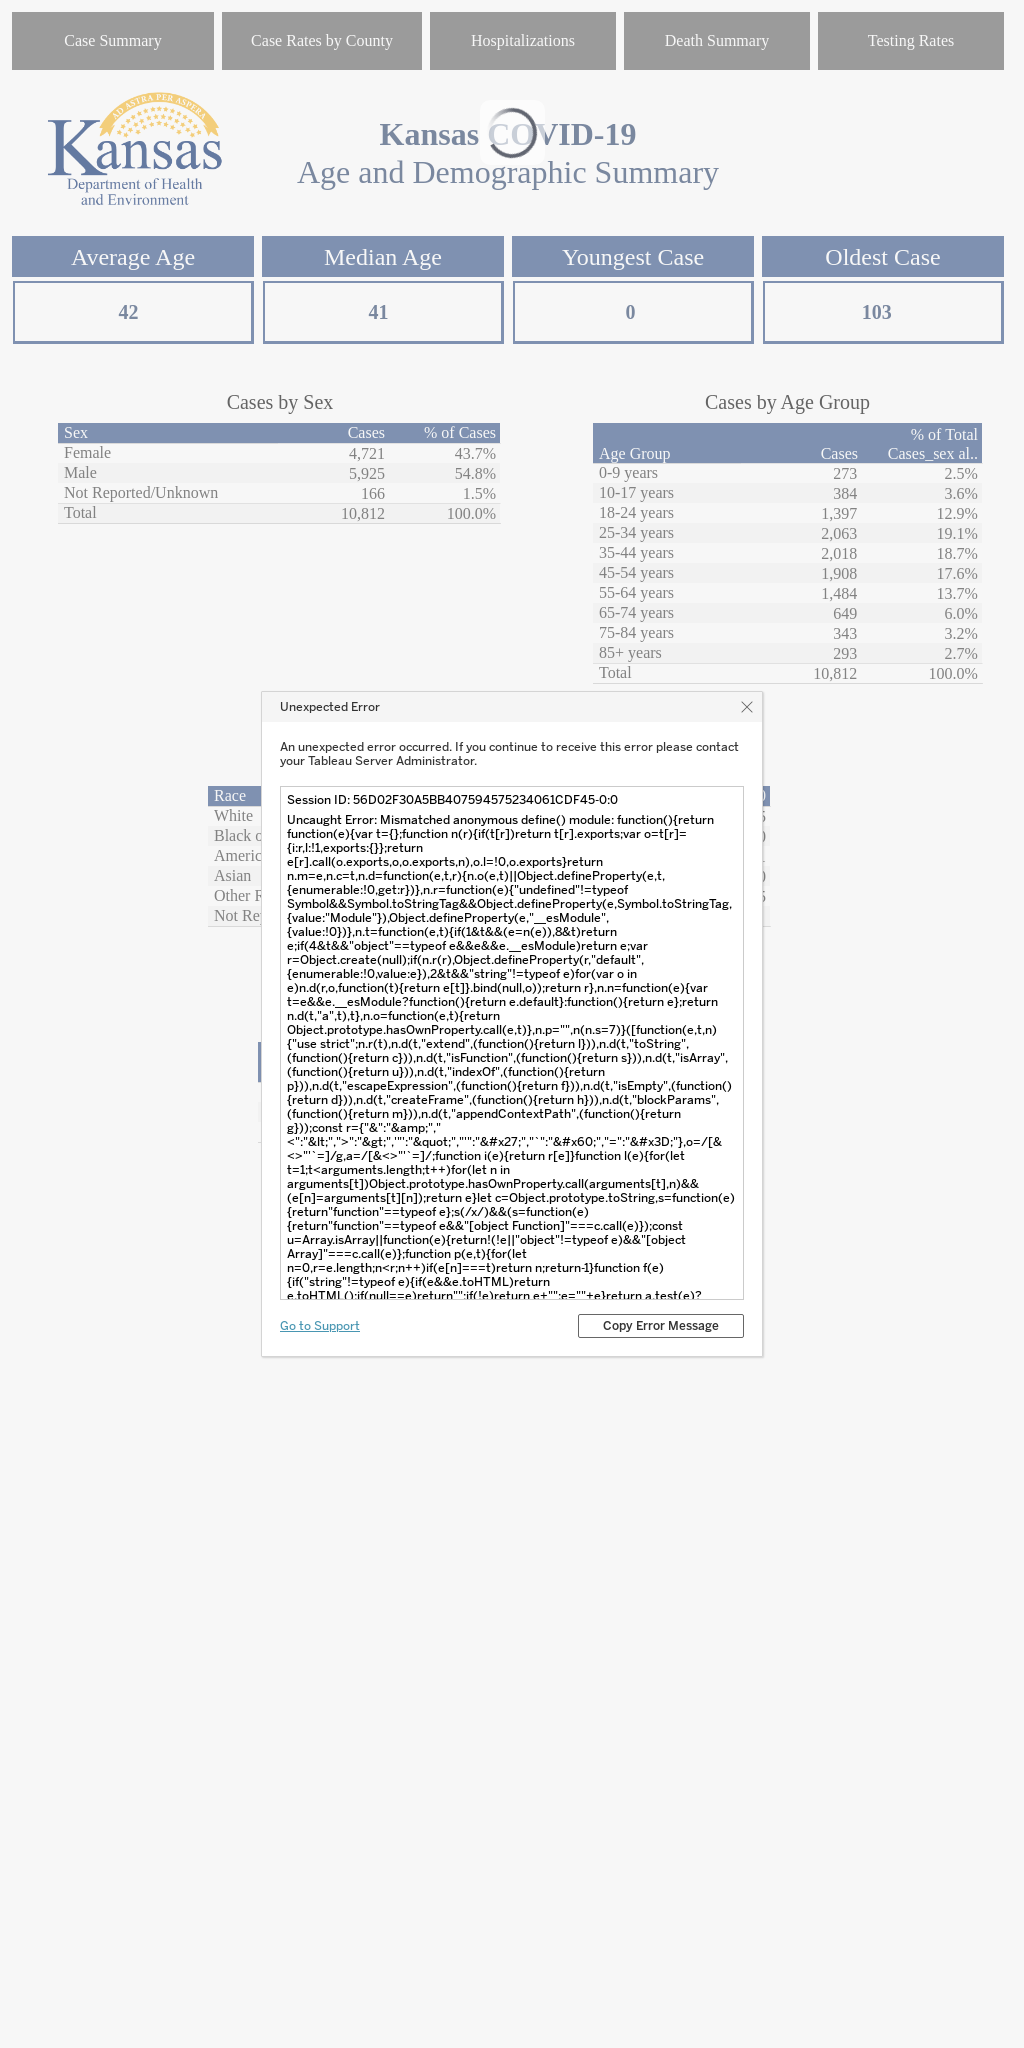 Case Summary
Case Rates by County
Hospitalizations
Death Summary
Testing Rates
AD ASTRA PER ASPERA
Kansas
Department of Health
and Environment
Kansas COVID-19
Age and Demographic Summary
Average Age
Median Age
Youngest Case
Oldest Case
42
41
0
103
Cases by Sex
Sex Cases % of Cases
Female 4,721 43.7%
Male 5,925 54.8%
Not Reported/Unknown 166 1.5%
Total 10,812 100.0%
Cases by Age Group
% of Total
Age Group Cases Cases_sex al..
0-9 years 273 2.5%
10-17 years 384 3.6%
18-24 years 1,397 12.9%
25-34 years 2,063 19.1%
35-44 years 2,018 18.7%
45-54 years 1,908 17.6%
55-64 years 1,484 13.7%
65-74 years 649 6.0%
75-84 years 343 3.2%
85+ years 293 2.7%
Total 10,812 100.0%
Race
White
Black
Asian
Other
Not
Unexpected Error
An unexpected error occurred. If you continue to receive this error please contact
your Tableau Server Administrator.
Session ID: 56D02F30A5BB407594575234061CDF45-0:0
Uncaught Error: Mismatched anonymous define() module: function(){return
function(e){var t={};function n(r){if(t[r])return t[r].exports;var o=t[r]=
{i:r,l:!1,exports:{}};return
e[r].call(o.exports,o,o.exports,n),o.l=!0,o.exports}return
n.m=e,n.c=t,n.d=function(e,t,r){n.o(e,t)||Object.defineProperty(e,t,
{enumerable:!0,get:r})},n.r=function(e){"undefined"!=typeof
Symbol&&Symbol.toStringTag&&Object.defineProperty(e,Symbol.toStringTag,
{value:"Module"}),Object.defineProperty(e,"__esModule",
{value:!0})},n.t=function(e,t){if(1&t&&(e=n(e)),8&t)return
e;if(4&t&&"object"==typeof e&&e&&e.__esModule)return e;var
r=Object.create(null);if(n.r(r),Object.defineProperty(r,"default",
{enumerable:!0,value:e}),2&t&&"string"!=typeof e)for(var o in
e)n.d(r,o,function(t){return e[t]}.bind(null,o));return r},n.n=function(e){var
t=e&&e.__esModule?function(){return e.default}:function(){return e};return
n.d(t,"a",t),t},n.o=function(e,t){return
Object.prototype.hasOwnProperty.call(e,t)},n.p="",n(n.s=7)}([function(e,t,n)
{"use strict";n.r(t),n.d(t,"extend",(function(){return l})),n.d(t,"toString",
(function(){return c})),n.d(t,"isFunction",(function(){return s})),n.d(t,"isArray",
(function(){return u})),n.d(t,"indexOf",(function(){return
p})),n.d(t,"escapeExpression",(function(){return f})),n.d(t,"isEmpty",(function()
{return d})),n.d(t,"createFrame",(function(){return h})),n.d(t,"blockParams",
(function(){return m})),n.d(t,"appendContextPath",(function(){return
g}));const r={"&":"&amp;","
<":"&lt;",">":"&gt;",'"':"&quot;","'":"&#x27;","`":"&#x60;","=":"&#x3D;"},o=/[&
<>"'`=]/g,a=/[&<>"'`=]/;function i(e){return r[e]}function l(e){for(let
t=1;t<arguments.length;t++)for(let n in
arguments[t])Object.prototype.hasOwnProperty.call(arguments[t],n)&&
(e[n]=arguments[t][n]);return e}let c=Object.prototype.toString,s=function(e)
{return"function"==typeof e};s(/x/)&&(s=function(e)
{return"function"==typeof e&&"[object Function]"===c.call(e)});const
u=Array.isArray||function(e){return!(!e||"object"!=typeof e)&&"[object
Array]"===c.call(e)};function p(e,t){for(let
n=0,r=e.length;n<r;n++)if(e[n]===t)return n;return-1}function f(e)
{if("string"!=typeof e){if(e&&e.toHTML)return
e.toHTML();if(null==e)return"";if(!e)return e+"";e=""+e}return a.test(e)?
Go to Support
Copy Error Message